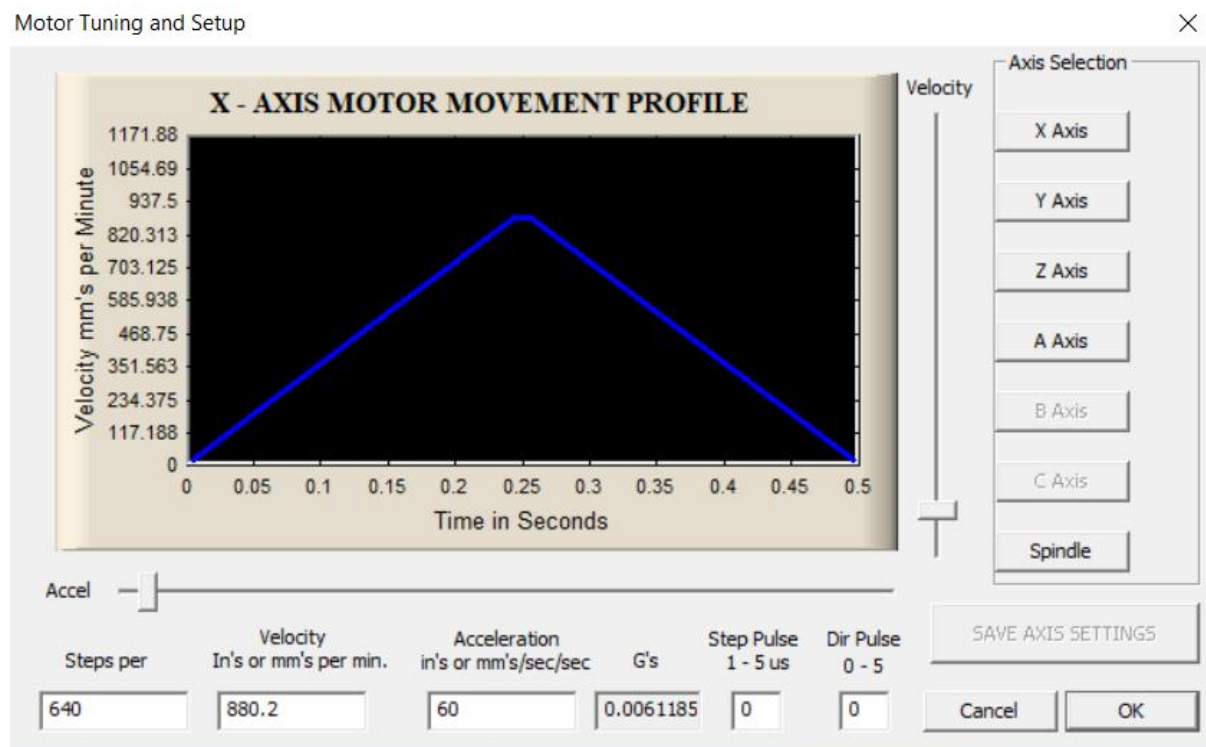 Motor Tuning and Setup
X - AXIS MOTOR MOVEMENT PROFILE
Velocity mm's per Minute
1171.88
1054.69
937.5
820.313
703.125
585.938
468.75
351.563
234.375
117.188
0
0 0.05 0.1 0.15 0.2 0.25 0.3 0.35 0.4 0.45 0.5
Time in Seconds
Velocity
Axis Selection
X Axis
Y Axis
Z Axis
A Axis
B Axis
C Axis
Spindle
Accel
Steps per
Velocity
In's or mm's per min.
Acceleration
in's or mm's/sec/sec
G's
Step Pulse
1 - 5 us
Dir Pulse
0 - 5
640 880.2 60 0.0061185 0 0
SAVE AXIS SETTINGS
Cancel OK